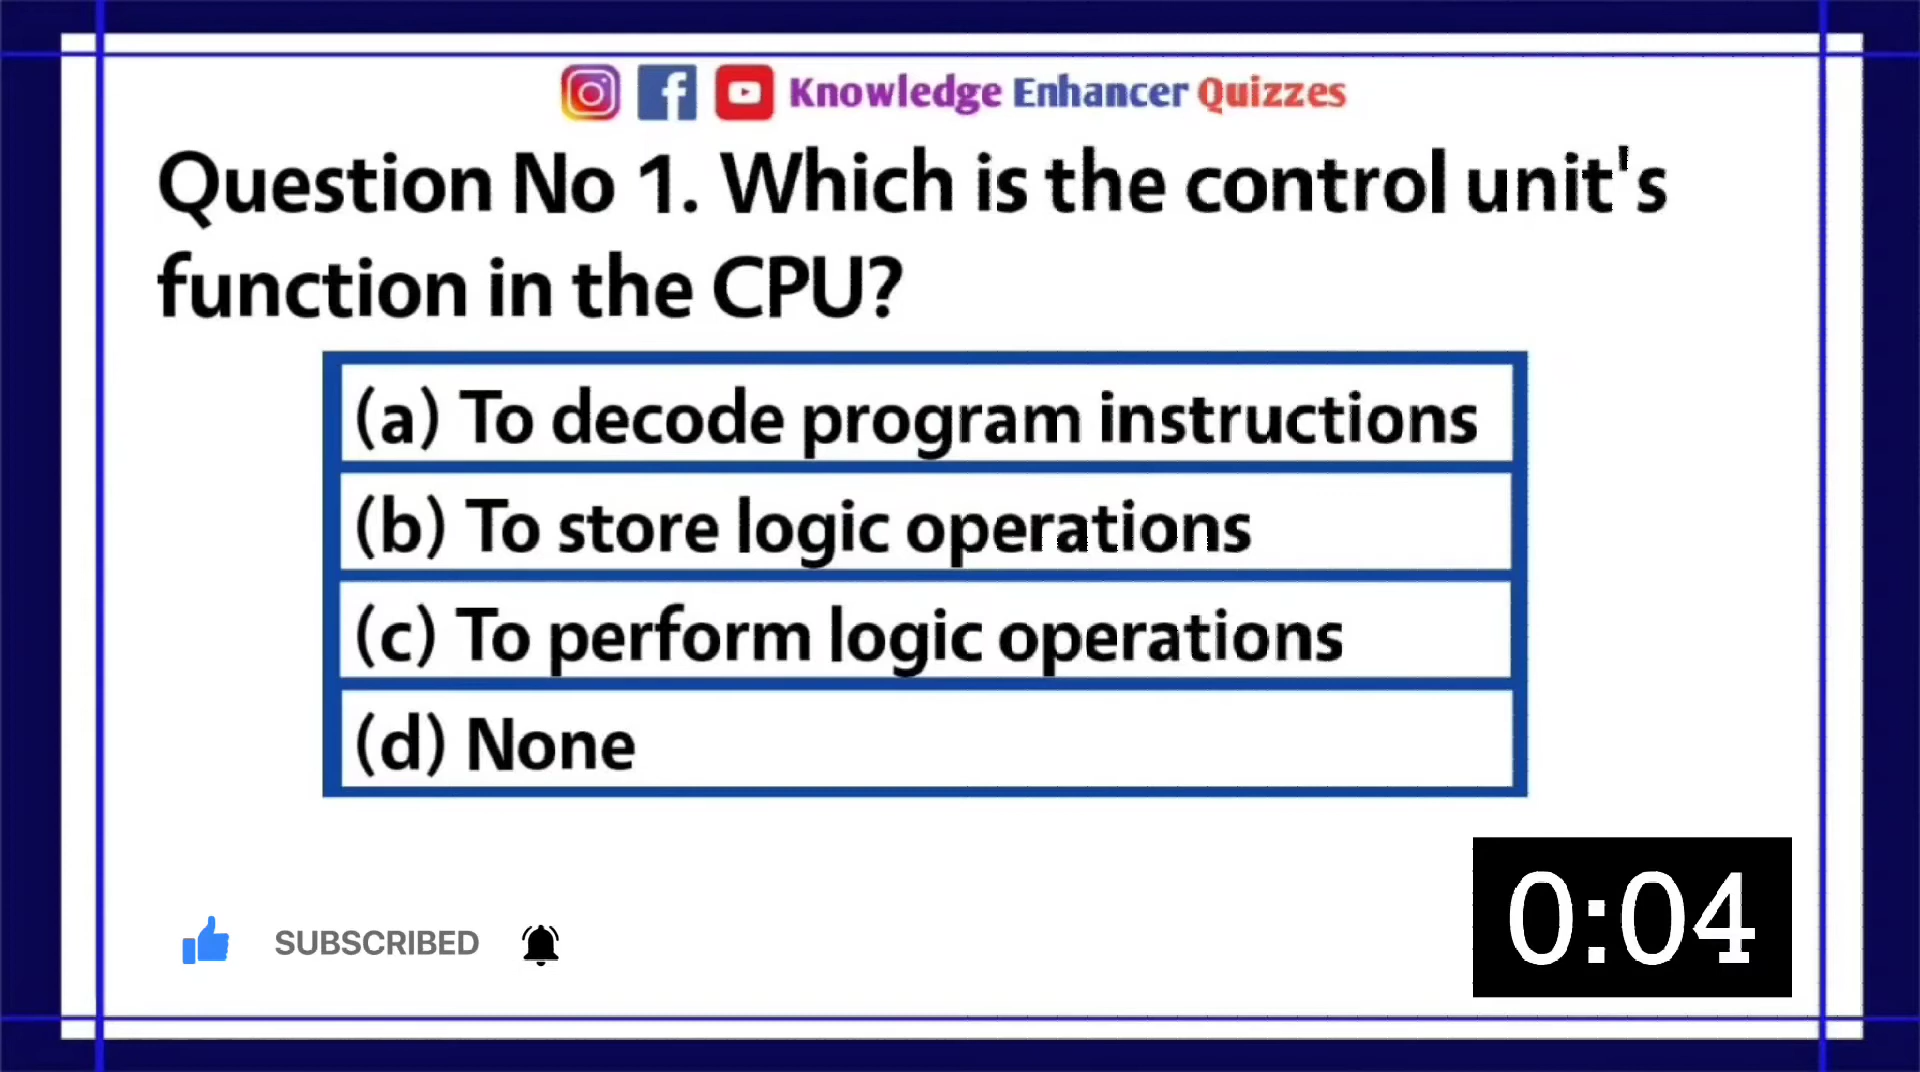 Knowledge Enhancer Quizzes
Question No 1. Which is the control unit's
function in the CPU?
(a) To decode program instructions
(b) To store logic operations
(c) To perform logic operations
(d) None
SUBSCRIBED
0:04